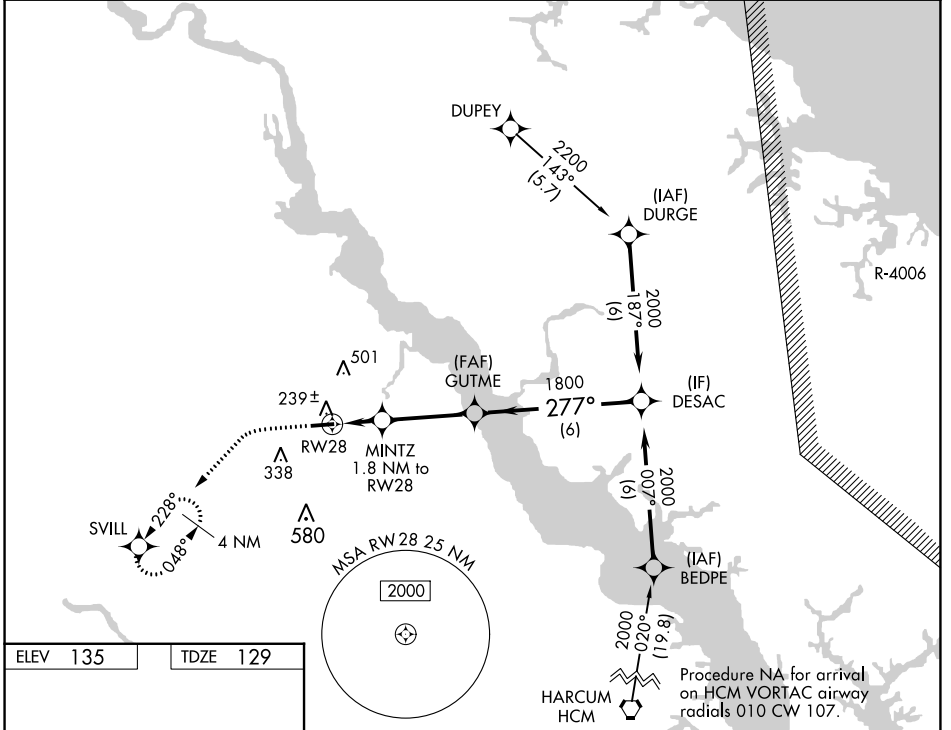 DUPEY
2200
143°
(5.7)
(IAF)
DURGE
R-4006
2000
187°
(6)
501
(FAF)
GUTME
1800
277°
(6)
(IF)
DESAC
239±
RW28
MINTZ
1.8 NM to
RW28
338
2000
007°
(6)
228°
SVILL
048°
4 NM
580
(IAF)
BEDPE
MSA RW 28 25 NM
2000
2000
020°
(19.8)
ELEV 135
TDZE 129
HARCUM
HCM
Procedure NA for arrival
on HCM VORTAC airway
radials 010 CW 107.